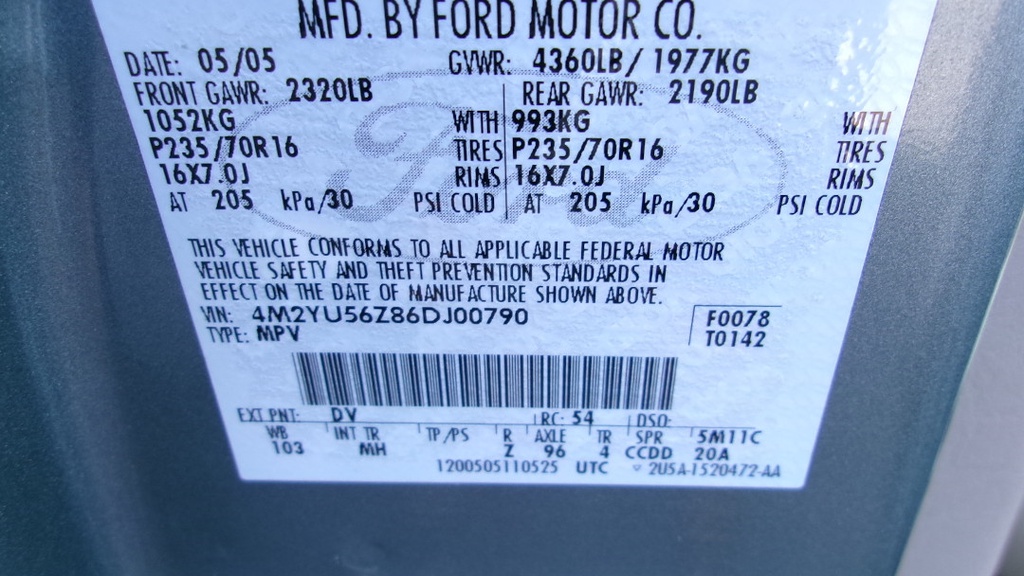 MFD. BY FORD MOTOR CO.
DATE: 05/05 GVWR: 4360LB/ 1977KG
FRONT GAWR: 2320LB REAR GAWR: 2190LB
1052KG WITH 993KG WITH
P235/70R16 TIRES P235/70R16 TIRES
16X7.0J RIMS 16X7.0J RIMS
AT 205 kPa/30 PSI COLD AT 205 kPa/30 PSI COLD
Ford
THIS VEHICLE CONFORMS TO ALL APPLICABLE FEDERAL MOTOR
VEHICLE SAFETY AND THEFT PREVENTION STANDARDS IN
EFFECT ON THE DATE OF MANUFACTURE SHOWN ABOVE.
VIN: 4M2YU56Z86DJ00790 F0078
TYPE: MPV T0142
EXT PNT: DV RC: 54 DSO:
WB INT TR TP/PS R AXLE TR SPR 5M11C
103 MH Z 96 4 CCDD 20A
1200505110525 UTC 2U5A-1520472-AA